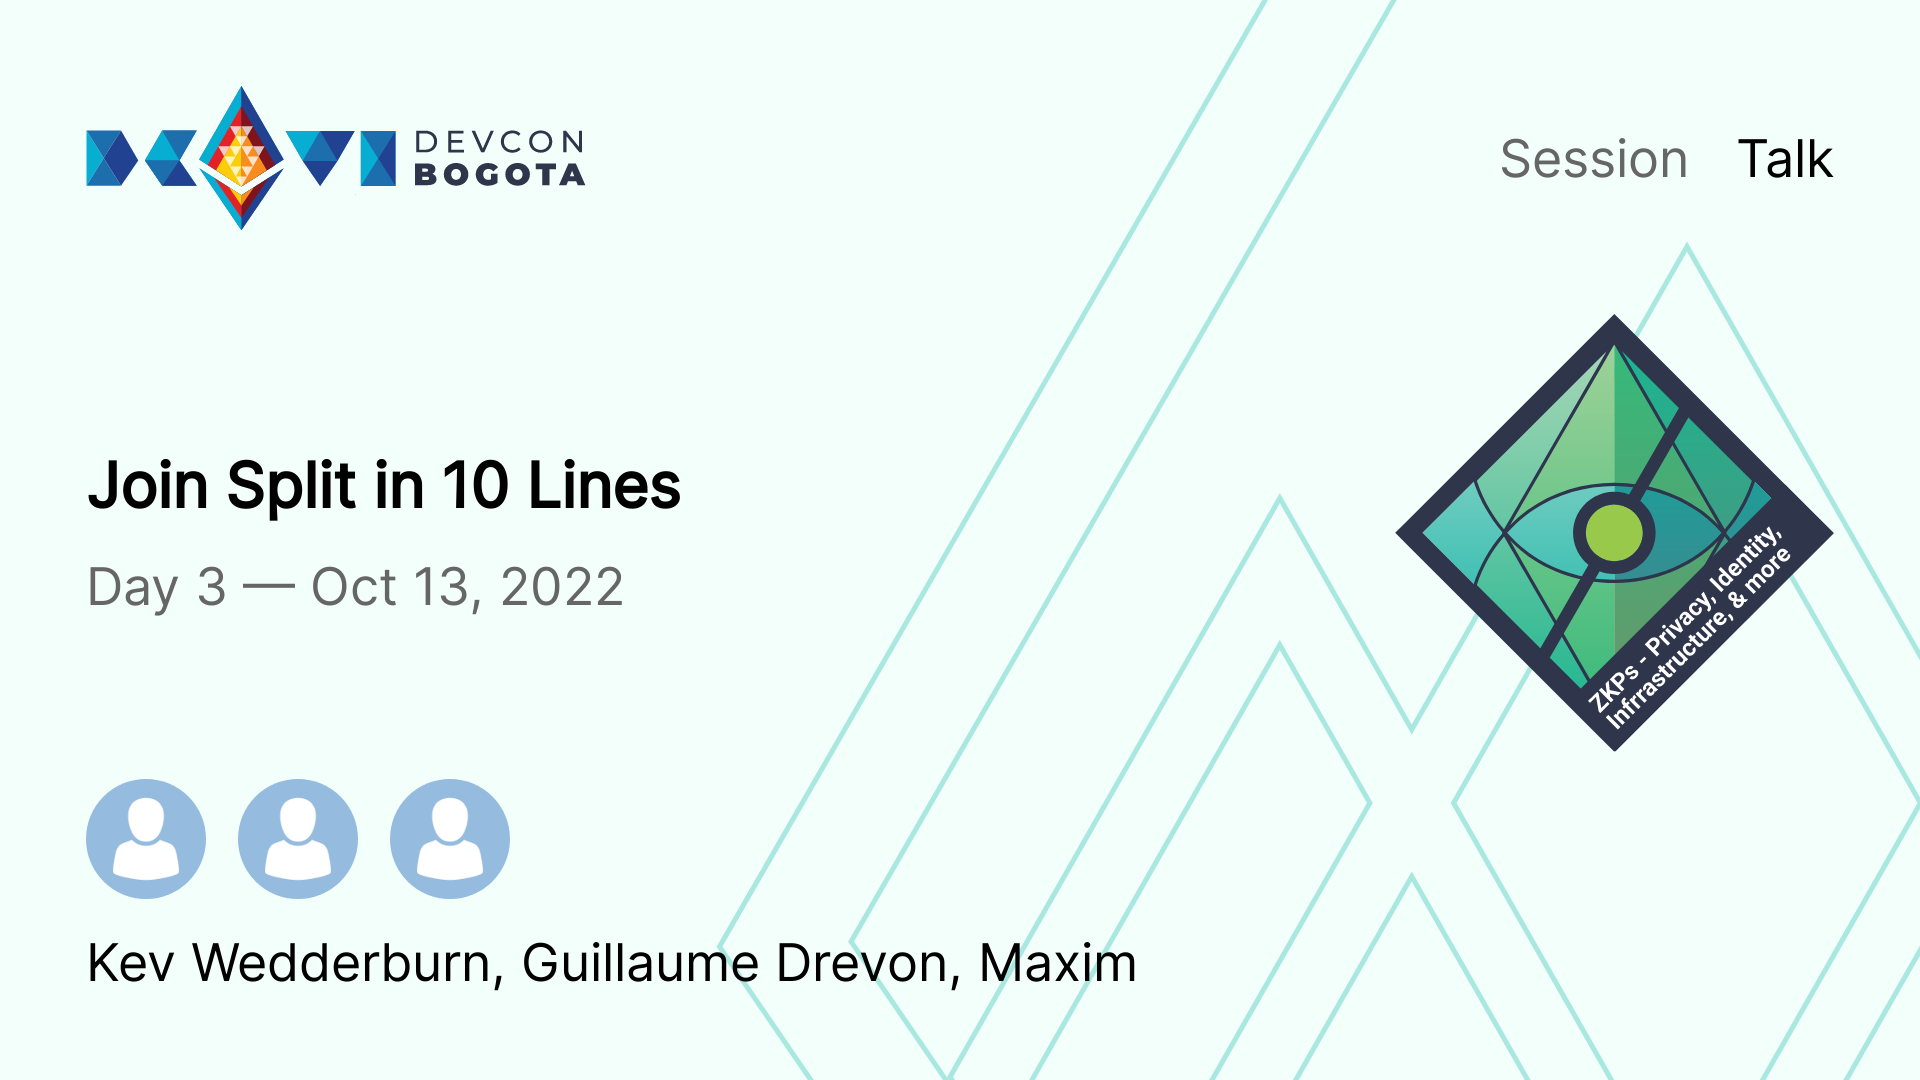 DEVCON
BOGOTA
Session Talk
Join Split in 10 Lines
Day 3 — Oct 13, 2022
ZKPs - Privacy, Identity,
Infrrastructure, & more
Kev Wedderburn, Guillaume Drevon, Maxim